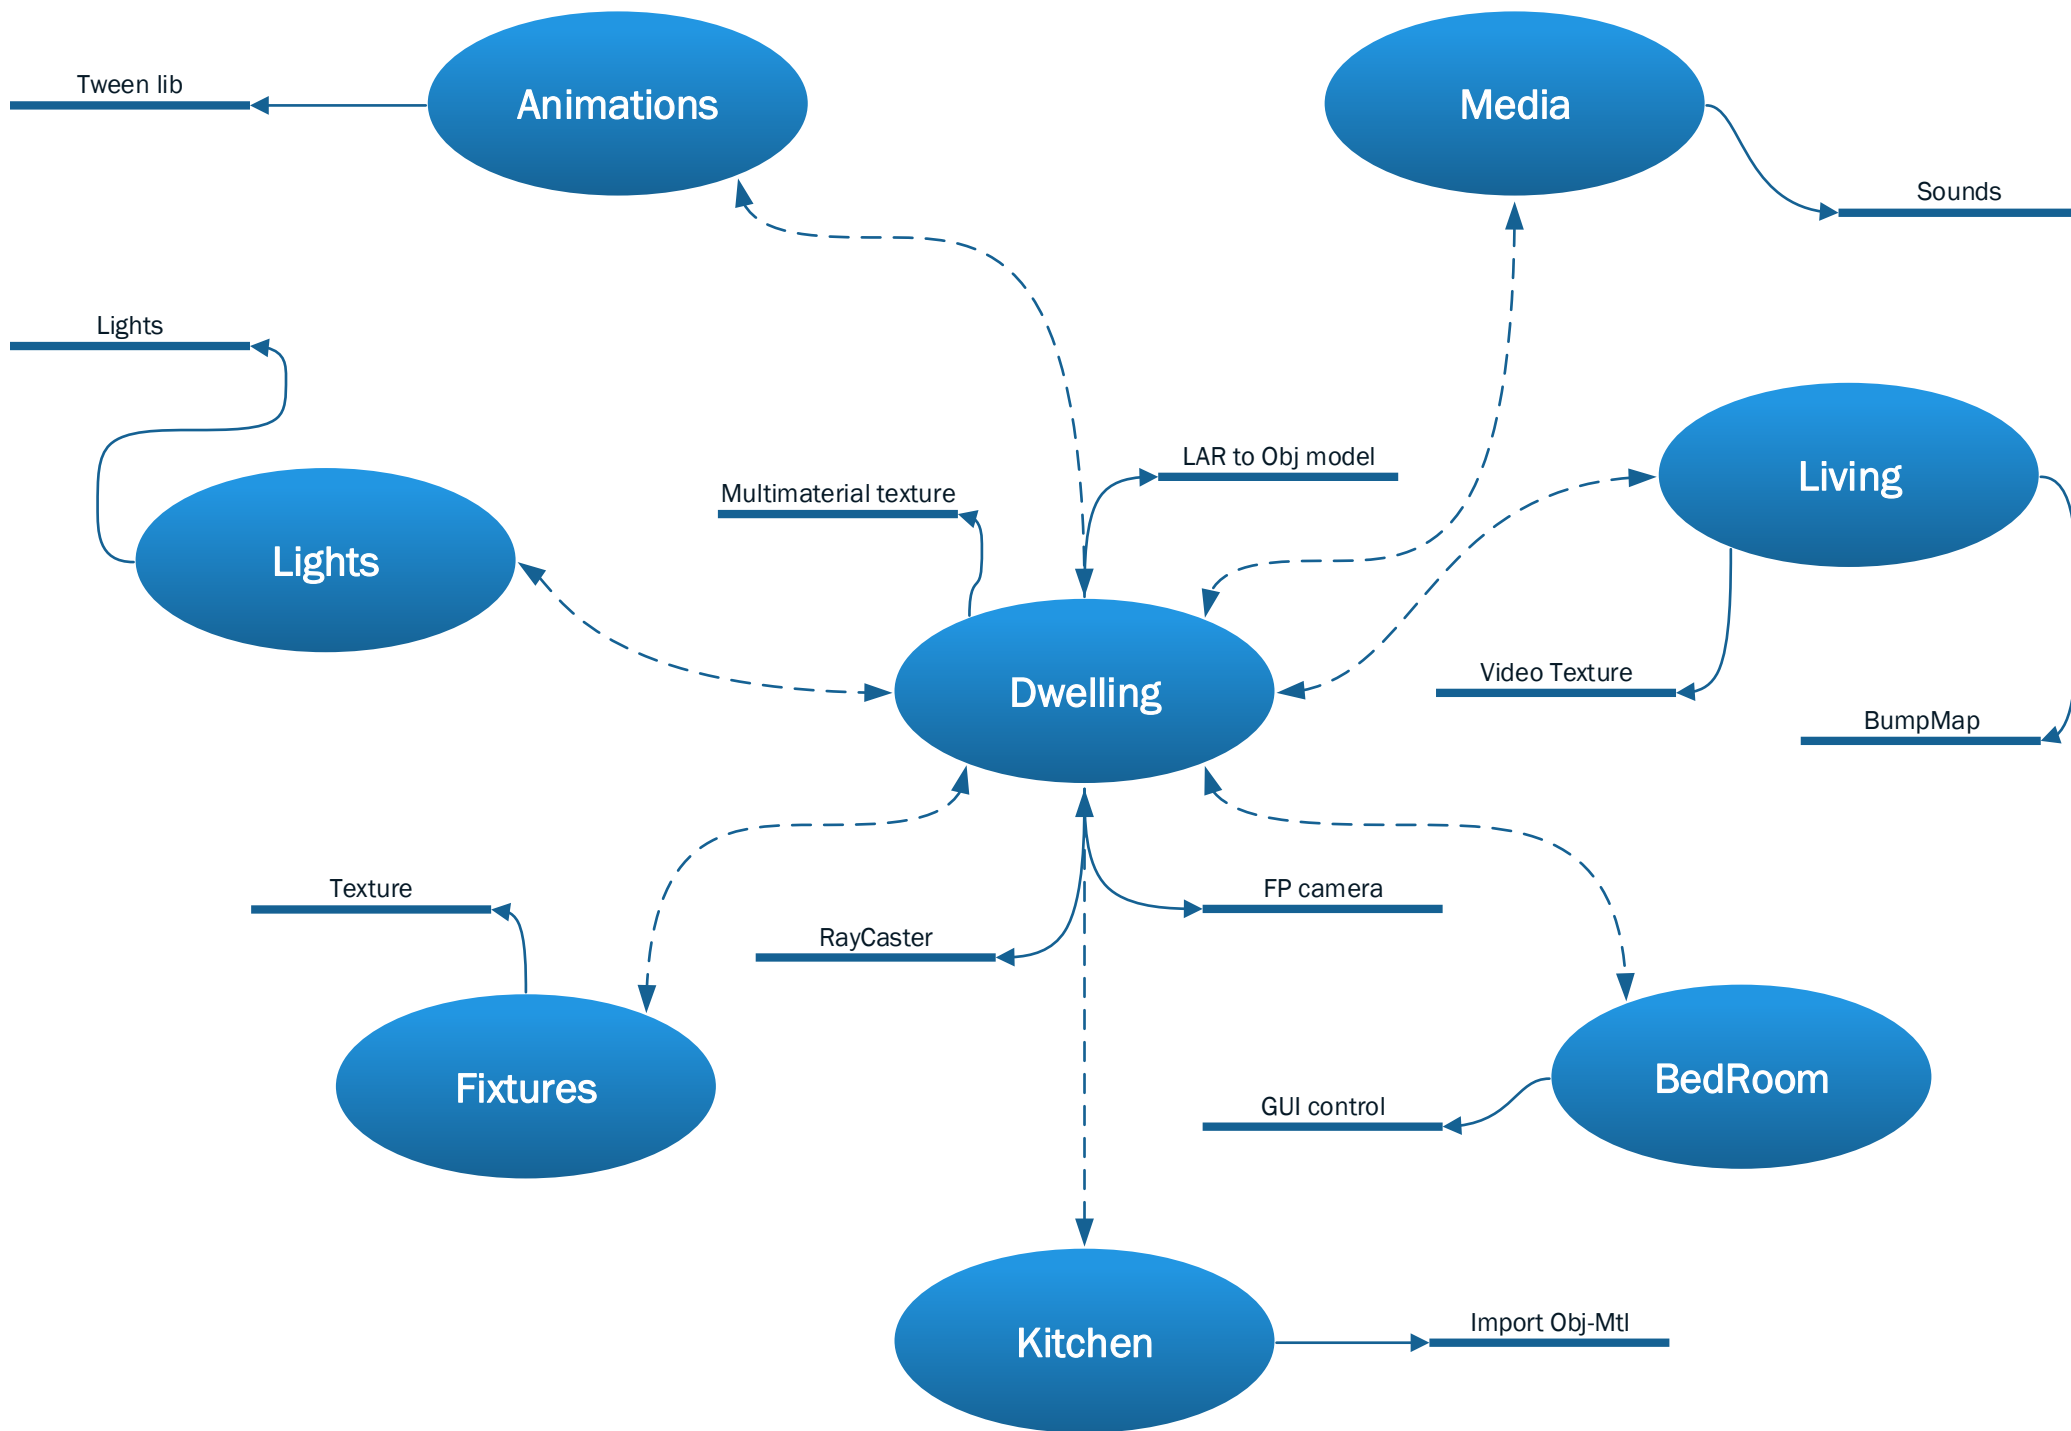 Tween lib
Animations
Media
Sounds
Lights
LAR to Obj model
Living
Multimaterial texture
Lights
Video Texture
Dwelling
BumpMap
Texture
FP camera
RayCaster
Fixtures
BedRoom
GUI control
Kitchen
Import Obj-Mtl